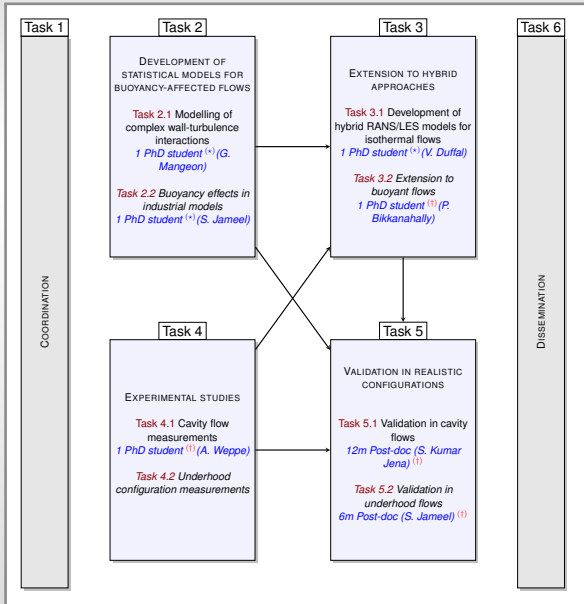 Task 1
COORDINATION
Task 2
DEVELOPMENT OF
STATISTICAL MODELS FOR
BUOYANCY-AFFECTED FLOWS
Task 2.1 Modelling of
complex wall-turbulence
interactions
1 PhD student (*) (G.
Mangeon)
Task 2.2 Buoyancy effects in
industrial models
1 PhD student (*) (S. Jameel)
Task 3
EXTENSION TO HYBRID
APPROACHES
Task 3.1 Development of
hybrid RANS/LES models for
isothermal flows
1 PhD student (*) (V. Duffal)
Task 3.2 Extension to
buoyant flows
1 PhD student (†) (P.
Bikkanahally)
Task 4
EXPERIMENTAL STUDIES
Task 4.1 Cavity flow
measurements
1 PhD student (†) (A. Weppe)
Task 4.2 Underhood
configuration measurements
Task 5
VALIDATION IN REALISTIC
CONFIGURATIONS
Task 5.1 Validation in cavity
flows
12m Post-doc (S. Kumar
Jena) (†)
Task 5.2 Validation in
underhood flows
6m Post-doc (S. Jameel) (†)
Task 6
DISSEMINATION